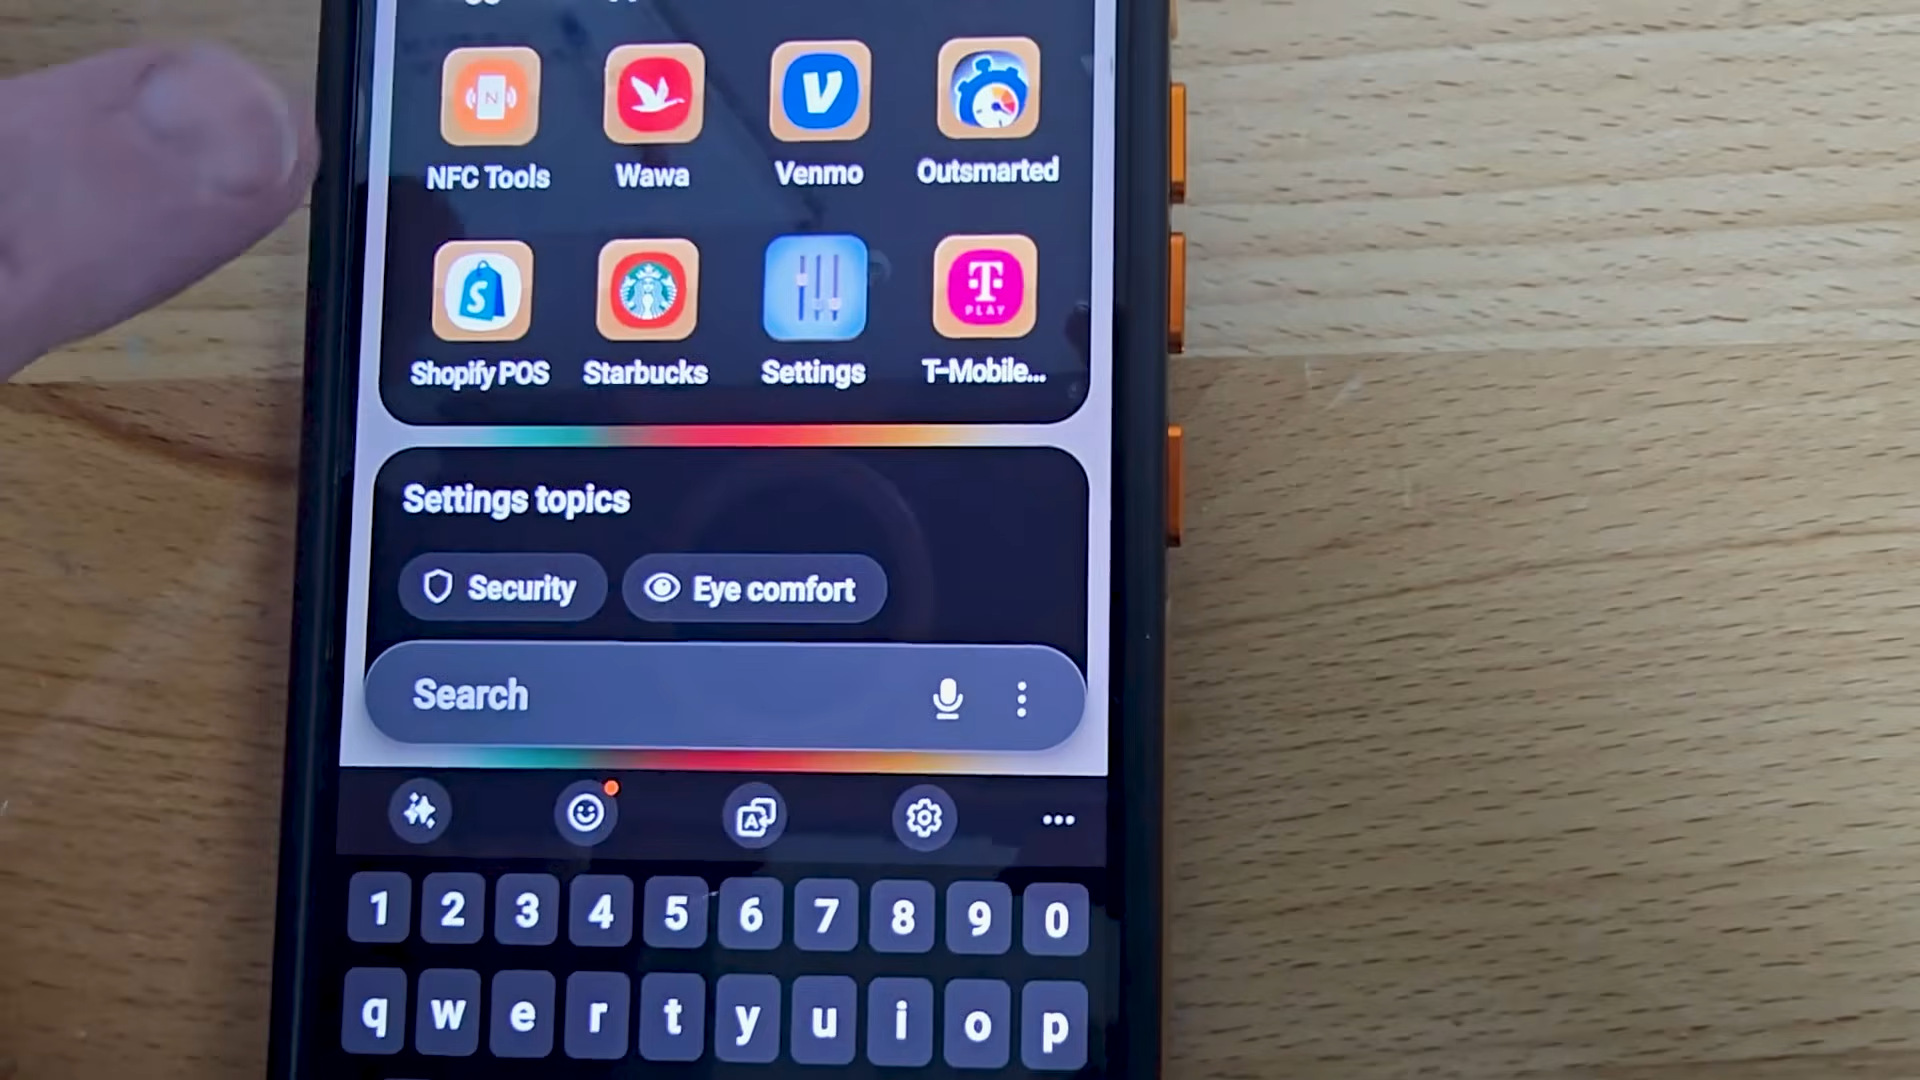 NFC Tools Wawa Venmo Outsmarted
PLAY
Shopify POS Starbucks Settings T-Mobile...
Settings topics
Security Eye comfort
Search
1 2 3 4 5 6 7 8 9 0
q w e r t y u i o p